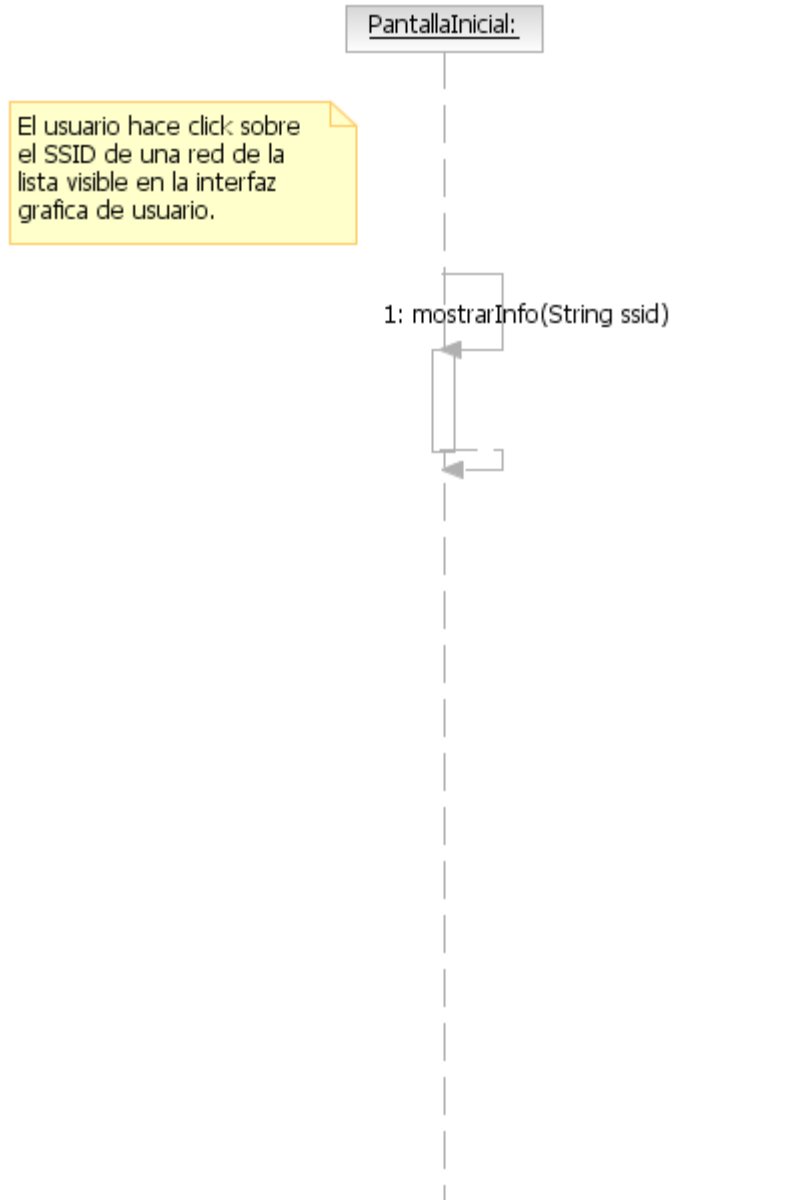 PantallaInicial:
El usuario hace click sobre
el SSID de una red de la
lista visible en la interfaz
grafica de usuario.
1: mostrarInfo(String ssid)